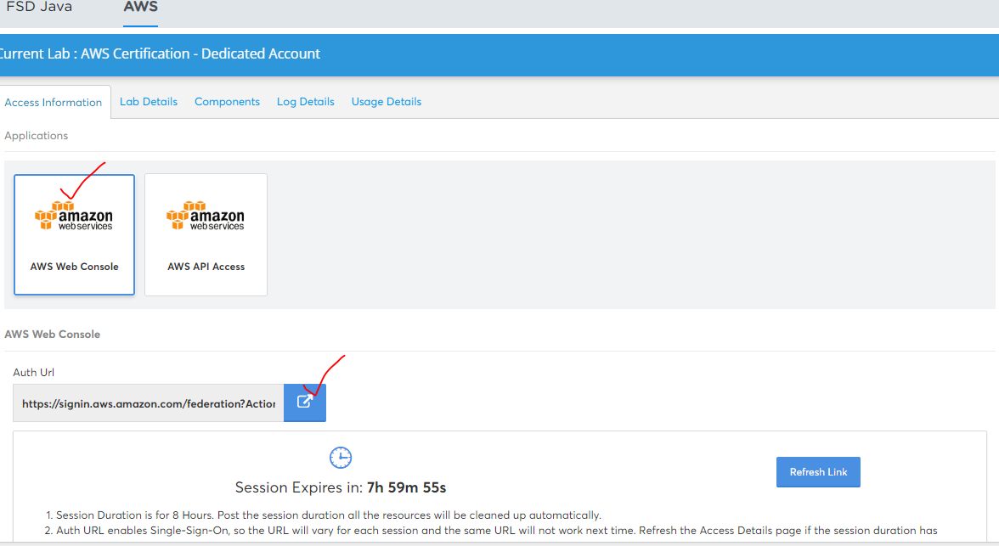 FSD Java
AWS
Current Lab : AWS Certification - Dedicated Account
Access Information
Lab Details
Components
Log Details
Usage Details
Applications
amazon
webservices
AWS Web Console
amazon
webservices
AWS API Access
AWS Web Console
Auth Url
https://signin.aws.amazon.com/federation?Action
Refresh Link
Session Expires in: 7h 59m 55s
1. Session Duration is for 8 Hours. Post the session duration all the resources will be cleaned up automatically.
2. Auth URL enables Single-Sign-On, so the URL will vary for each session and the same URL will not work next time. Refresh the Access Details page if the session duration has